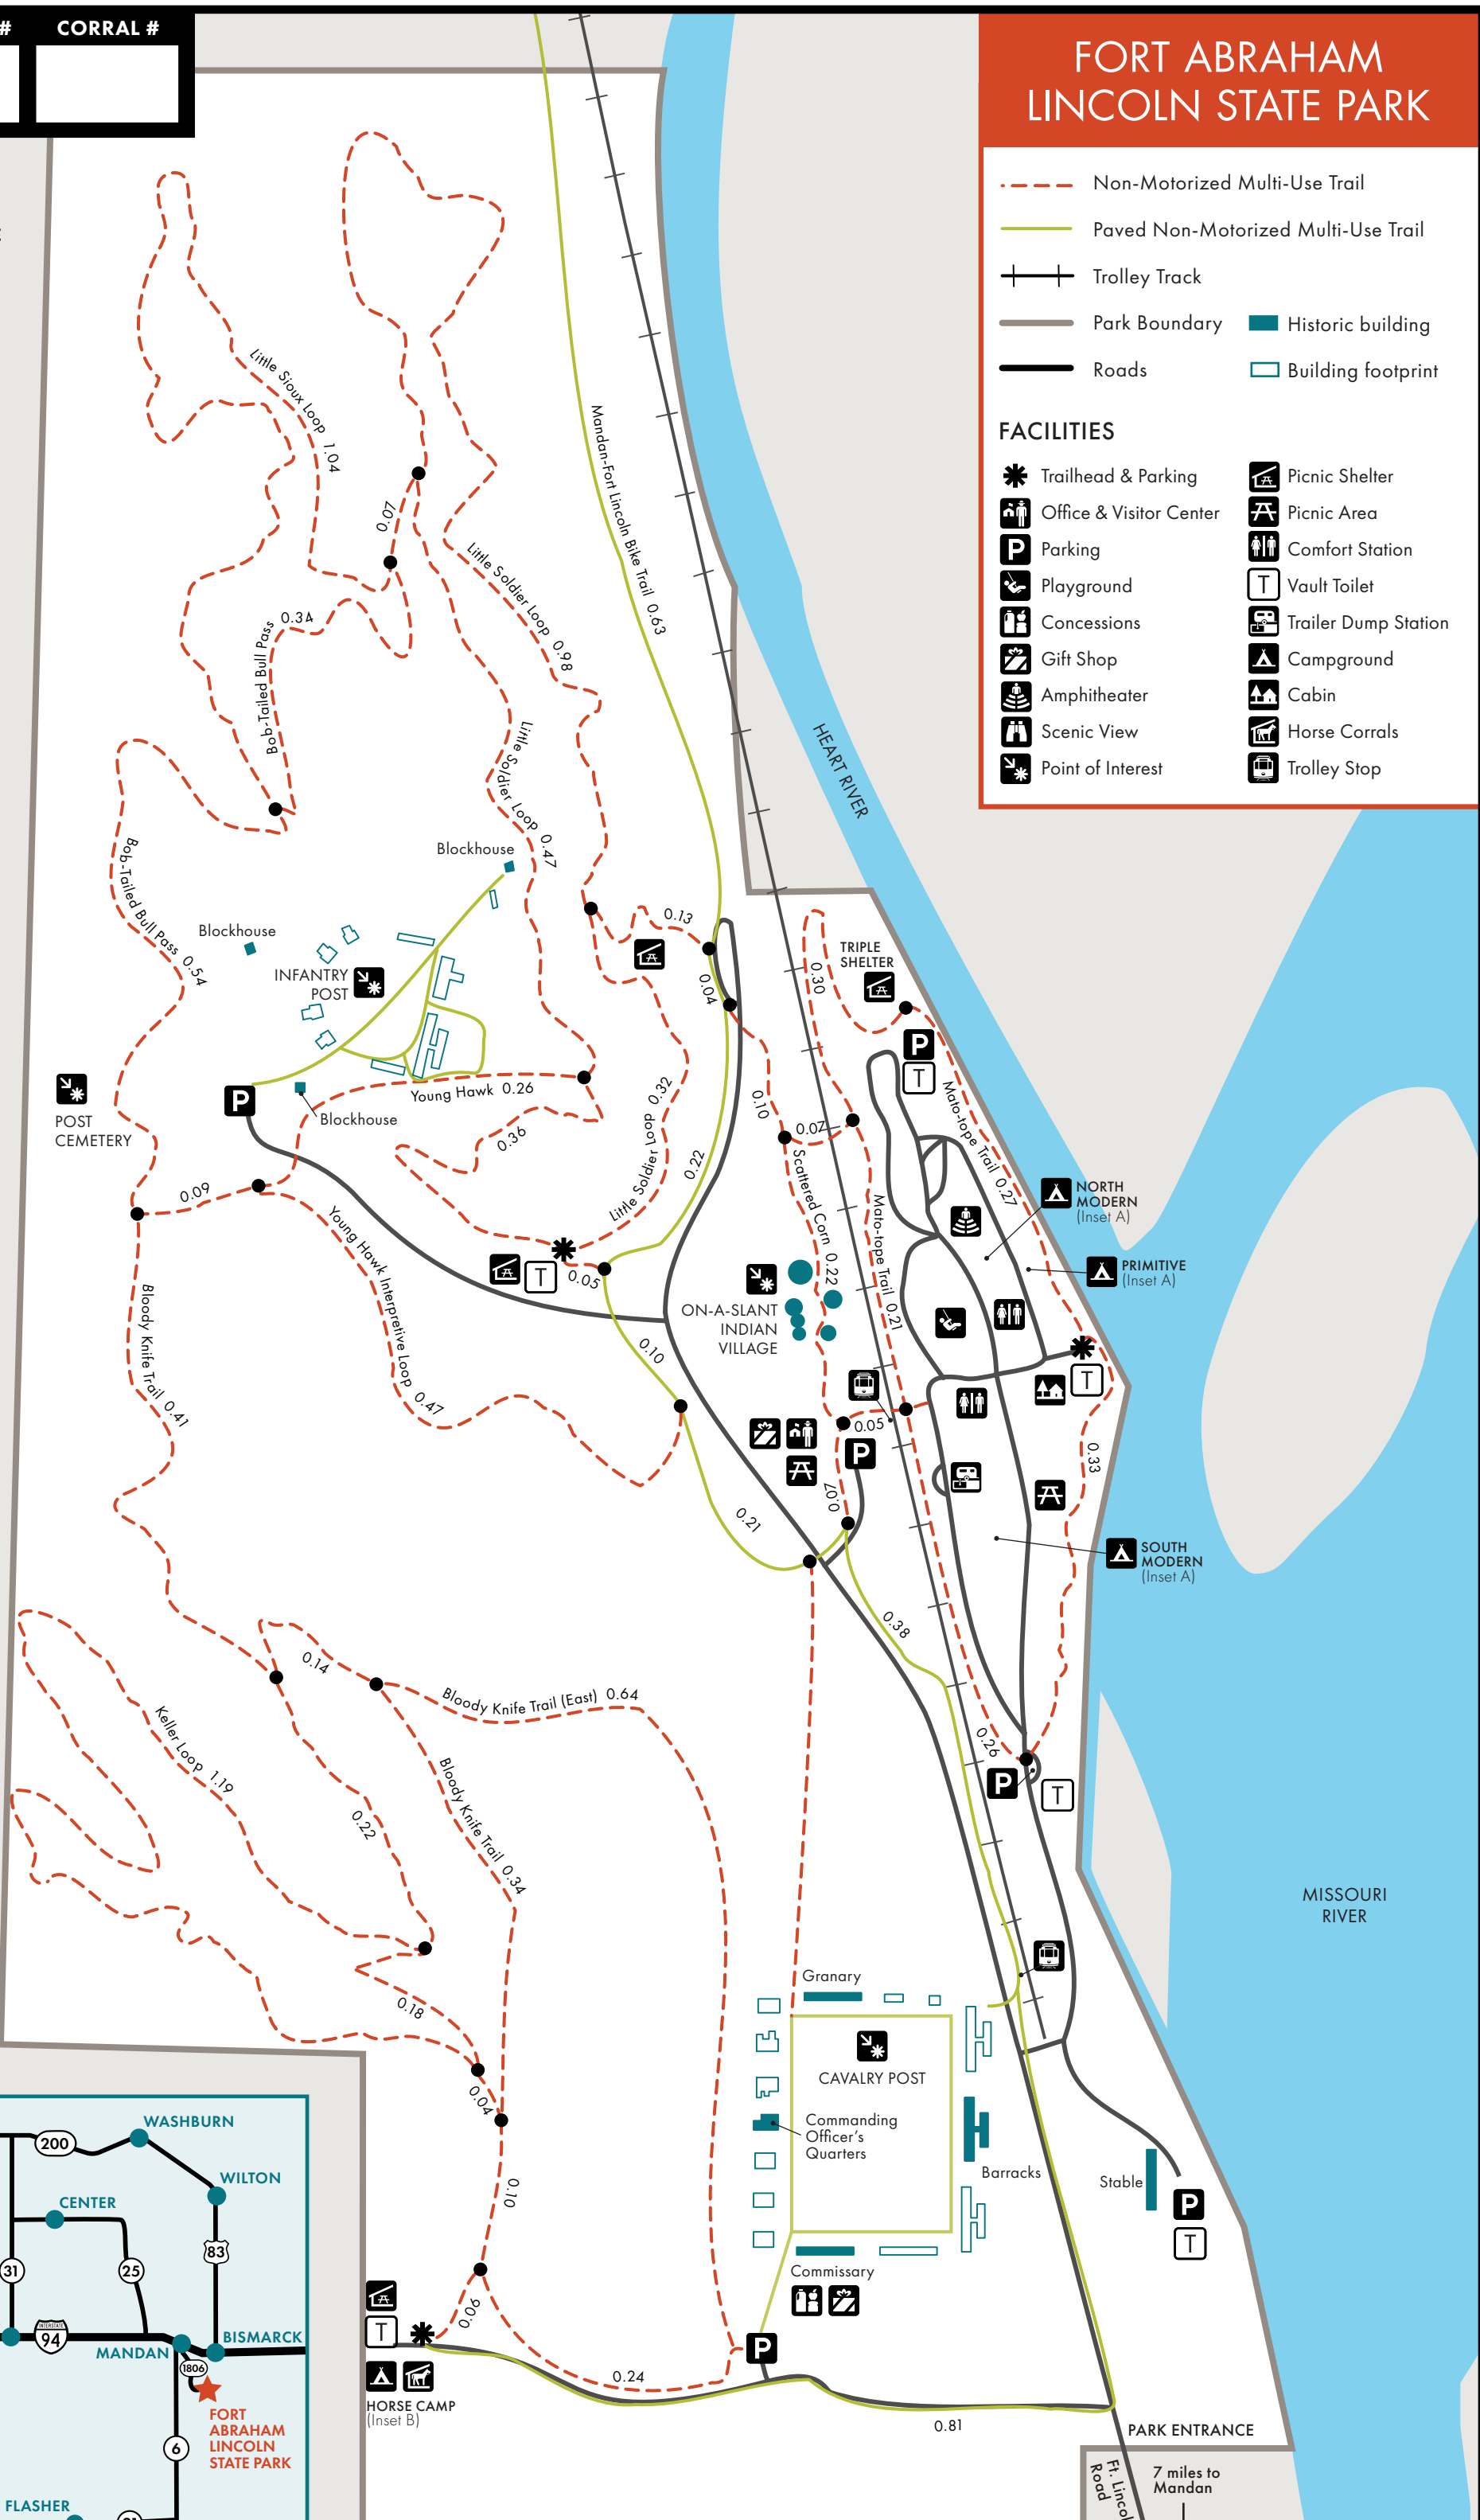 #
CORRAL #
FORT ABRAHAM
LINCOLN STATE PARK
Non-Motorized Multi-Use Trail
Paved Non-Motorized Multi-Use Trail
Trolley Track
Park Boundary
Historic building
Roads
Building footprint
FACILITIES
Trailhead & Parking
Picnic Shelter
Office & Visitor Center
Picnic Area
P
Parking
Comfort Station
Playground
T
Vault Toilet
Concessions
Trailer Dump Station
Gift Shop
Campground
Amphitheater
Cabin
Scenic View
Horse Corrals
Point of Interest
Trolley Stop
Little Sioux Loop 1.04
Mandan-Fort Lincoln Bike Trail 0.63
0.07
Little Soldier Loop 0.98
0.34
Bob-Tailed Bull Pass
Little Soldier Loop 0.47
HEART RIVER
Bob-Tailed Bull Pass 0.54
Blockhouse
Blockhouse
INFANTRY
POST
0.13
0.04
TRIPLE
SHELTER
0.30
P
T
POST
CEMETERY
P
Young Hawk 0.26
Blockhouse
0.36
Little Soldier Loop 0.32
0.22
0.10
0.07
Mato-tope Trail 0.27
NORTH
MODERN
(Inset A)
PRIMITIVE
(Inset A)
0.09
Young Hawk Interpretive Loop 0.47
T
0.05
Scattered Corn 0.22
Mato-tope Trail 0.21
ON-A-SLANT
INDIAN
VILLAGE
0.10
Bloody Knife Trail 0.41
T
0.05
P
0.07
0.33
0.21
SOUTH
MODERN
(Inset A)
0.38
0.14
Bloody Knife Trail (East) 0.64
Keller Loop 1.19
0.22
Bloody Knife Trail 0.34
0.26
P
T
MISSOURI
RIVER
0.18
0.04
Granary
CAVALRY POST
Commanding
Officer's
Quarters
Barracks
Stable
P
T
0.10
Commissary
0.06
T
P
HORSE CAMP
(Inset B)
0.24
0.81
PARK ENTRANCE
7 miles to
Mandan
WASHBURN
200
WILTON
CENTER
83
31
25
INTERSTATE
94
BISMARCK
MANDAN
1806
FORT
ABRAHAM
LINCOLN
STATE PARK
6
FLASHER